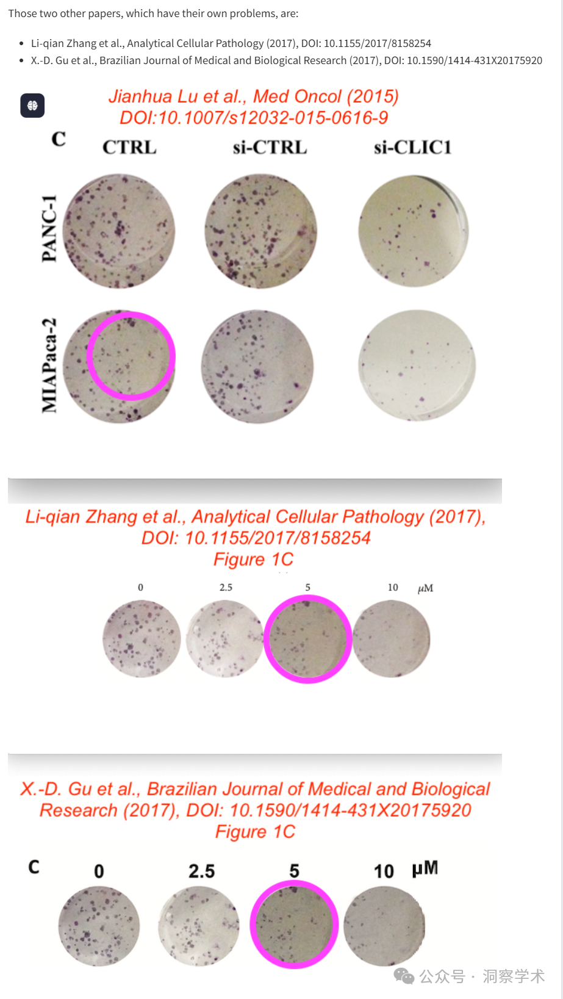 Those two other papers, which have their own problems, are:
• Li-qian Zhang et al., Analytical Cellular Pathology (2017), DOI: 10.1155/2017/8158254
• X.-D. Gu et al., Brazilian Journal of Medical and Biological Research (2017), DOI: 10.1590/1414-431X20175920
Jianhua Lu et al., Med Oncol (2015)
DOI:10.1007/s12032-015-0616-9
C
CTRL si-CTRL si-CLIC1
PANC-1
MIAPaca-2
Li-qian Zhang et al., Analytical Cellular Pathology (2017),
DOI: 10.1155/2017/8158254
Figure 1C
0 2.5 5 10 μM
X.-D. Gu et al., Brazilian Journal of Medical and Biological
Research (2017), DOI: 10.1590/1414-431X20175920
Figure 1C
C 0 2.5 5 10 μM
公众号 · 洞察学术